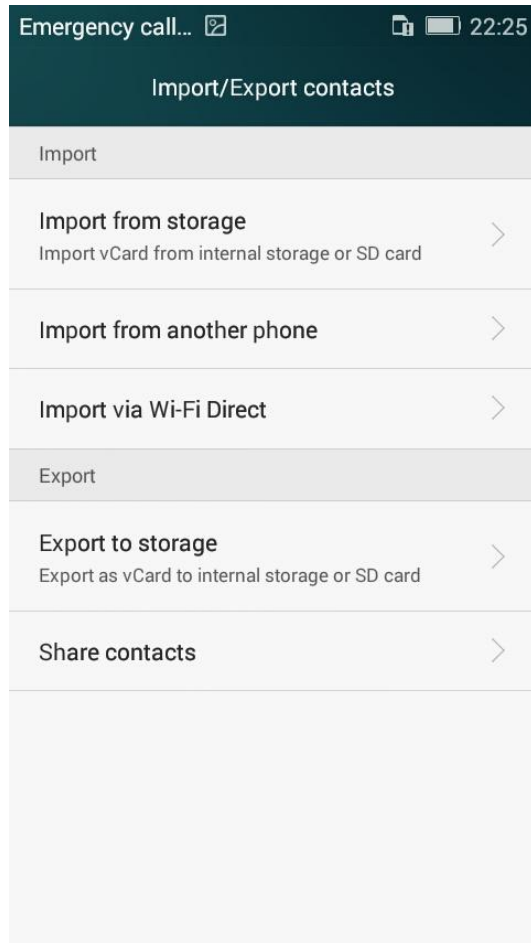 Emergency call... 22:25
Import/Export contacts
Import
Import from storage
Import vCard from internal storage or SD card
Import from another phone
Import via Wi-Fi Direct
Export
Export to storage
Export as vCard to internal storage or SD card
Share contacts